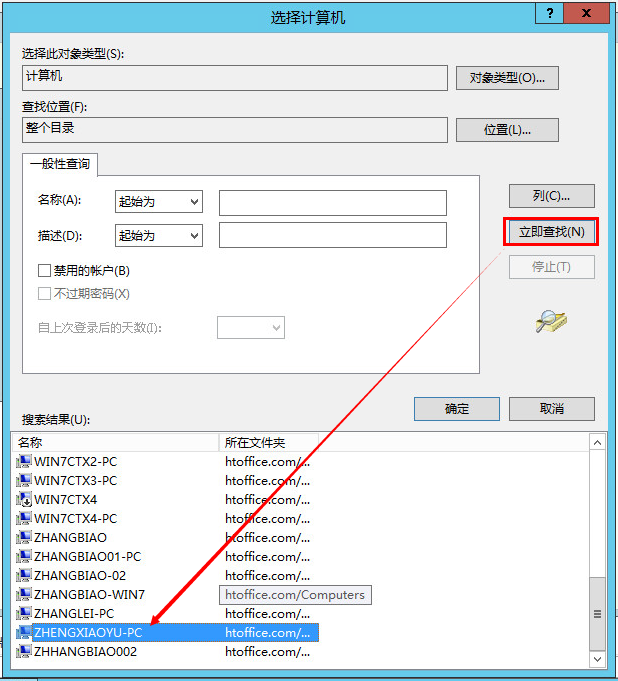 选择计算机
?
x
选择此对象类型(S):
计算机
对象类型(O)...
查找位置(F):
整个目录
位置(L)...
一般性查询
名称(A):
起始为
列(C)...
描述(D):
起始为
立即查找(N)
禁用的帐户(B)
停止(T)
不过期密码(X)
自上次登录后的天数(I):
确定
取消
搜索结果(U):
名称 所在文件夹
WIN7CTX2-PC htoffice.com/...
WIN7CTX3-PC htoffice.com/...
WIN7CTX4 htoffice.com/...
WIN7CTX4-PC htoffice.com/...
ZHANGBIAO htoffice.com/...
ZHANGBIAO01-PC htoffice.com/...
ZHANGBIAO-02 htoffice.com/...
ZHANGBIAO-WIN7 htoffice.com/Computers
ZHANGLEI-PC htoffice.com/...
ZHENGXIAOYU-PC htoffice.com/...
ZHHANGBIAO002 htoffice.com/...